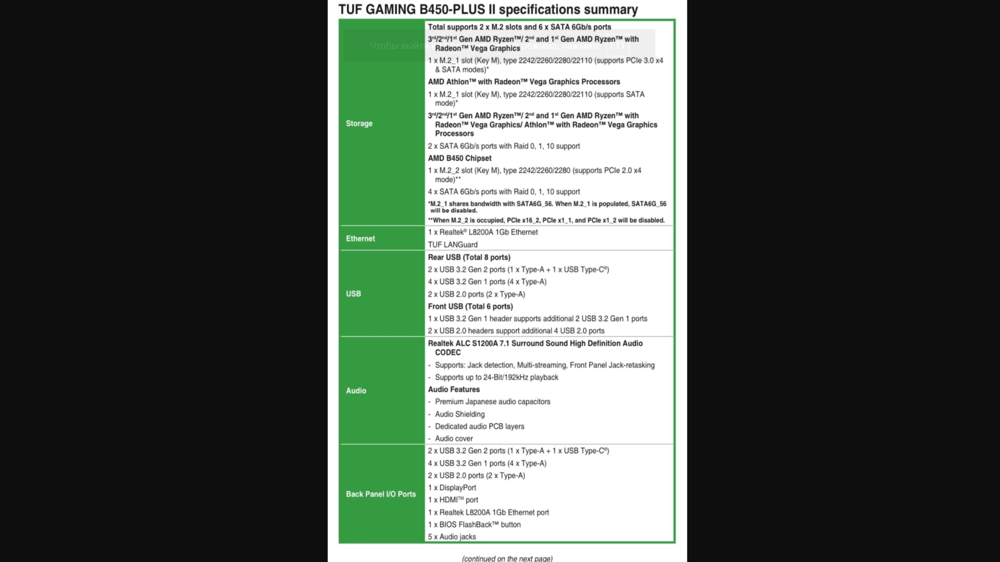 TUF GAMING B450-PLUS II specifications summary
Total supports 2 x M.2 slots and 6 x SATA 6Gb/s ports
3rd/2nd/1st Gen AMD Ryzen™/ 2nd and 1st Gen AMD Ryzen™ with
Чтобы выйти режима, нажмите F11
Radeon™ Vega Graphics
1 x M.2_1 slot (Key M), type 2242/2260/2280/22110 (supports PCIe 3.0 x4
& SATA modes)*
AMD Athlon™ with Radeon™ Vega Graphics Processors
1 x M.2_1 slot (Key M), type 2242/2260/2280/22110 (supports SATA
mode)*
3rd/2nd/1st Gen AMD Ryzen™/ 2nd and 1st Gen AMD Ryzen™ with
Storage
Radeon™ Vega Graphics/ Athlon™ with Radeon™ Vega Graphics
Processors
2 x SATA 6Gb/s ports with Raid 0, 1, 10 support
AMD B450 Chipset
1 x M.2_2 slot (Key M), type 2242/2260/2280 (supports PCIe 2.0 x4
mode)**
4 x SATA 6Gb/s ports with Raid 0, 1, 10 support
*M.2_1 shares bandwidth with SATA6G_56. When M.2_1 is populated, SATA6G_56
will be disabled.
**When M.2_2 is occupied, PCIe x16_2, PCIe x1_1, and PCIe x1_2 will be disabled.
Ethernet
1 x Realtek® L8200A 1Gb Ethernet
TUF LANGuard
USB
Rear USB (Total 8 ports)
2 x USB 3.2 Gen 2 ports (1 x Type-A + 1 x USB Type-C®)
4 x USB 3.2 Gen 1 ports (4 x Type-A)
2 x USB 2.0 ports (2 x Type-A)
Front USB (Total 6 ports)
1 x USB 3.2 Gen 1 header supports additional 2 USB 3.2 Gen 1 ports
2 x USB 2.0 headers support additional 4 USB 2.0 ports
Audio
Realtek ALC S1200A 7.1 Surround Sound High Definition Audio
CODEC
- Supports: Jack detection, Multi-streaming, Front Panel Jack-retasking
- Supports up to 24-Bit/192kHz playback
Audio Features
- Premium Japanese audio capacitors
- Audio Shielding
- Dedicated audio PCB layers
- Audio cover
Back Panel I/O Ports
2 x USB 3.2 Gen 2 ports (1 x Type-A + 1 x USB Type-C®)
4 x USB 3.2 Gen 1 ports (4 x Type-A)
2 x USB 2.0 ports (2 x Type-A)
1 x DisplayPort
1 x HDMI™ port
1 x Realtek L8200A 1Gb Ethernet port
1 x BIOS FlashBack™ button
5 x Audio jacks
(continued on the next page)